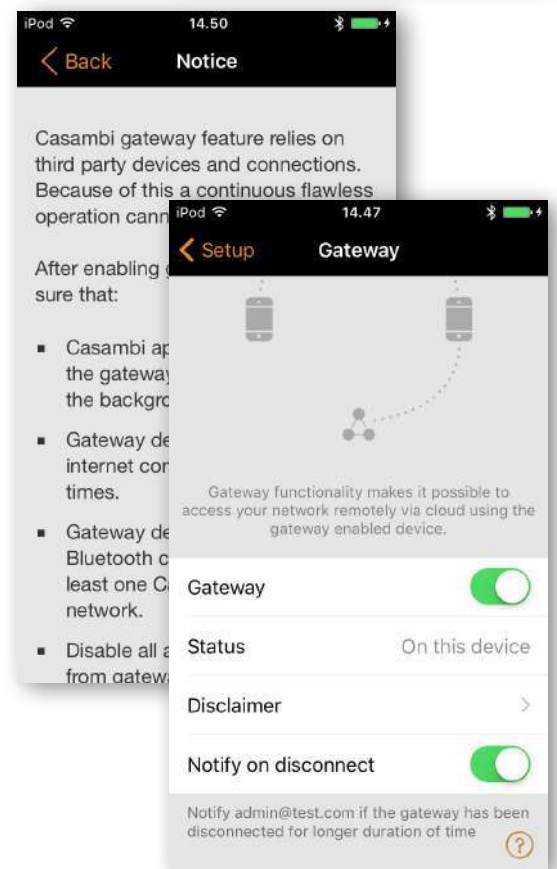 iPod 14.50
Back Notice
Casambi gateway feature relies on
third party devices and connections.
Because of this a continuous flawless
operation cann
After enabling
sure that:
▪ Casambi ap
the gateway
the backgro
▪ Gateway de
internet cor
times.
▪ Gateway de
Bluetooth c
least one Ca
network.
▪ Disable all a
from gatewa
iPod 14.47
Setup Gateway
Gateway functionality makes it possible to
access your network remotely via cloud using the
gateway enabled device.
Gateway
Status On this device
Disclaimer
Notify on disconnect
Notify admin@test.com if the gateway has been
disconnected for longer duration of time
?